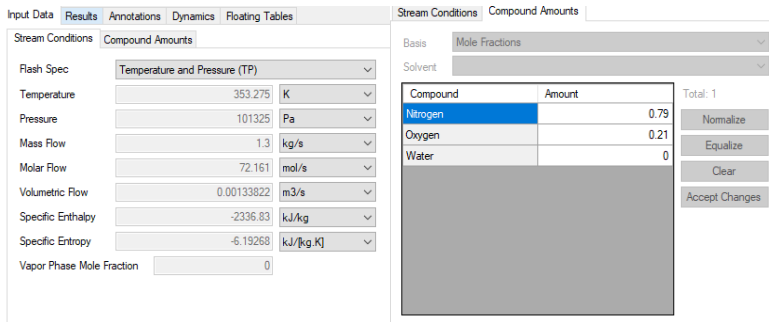 Input Data Results Annotations Dynamics Floating Tables
Stream Conditions Compound Amounts
Flash Spec Temperature and Pressure (TP)
Temperature 353.275 K
Pressure 101325 Pa
Mass Flow 1.3 kg/s
Molar Flow 72.161 mol/s
Volumetric Flow 0.00133822 m3/s
Specific Enthalpy -2336.83 kJ/kg
Specific Entropy -6.19268 kJ/[kg.K]
Vapor Phase Mole Fraction 0
Stream Conditions Compound Amounts
Basis Mole Fractions
Solvent
Compound Amount Total: 1
Nitrogen 0.79 Normalize
Oxygen 0.21 Equalize
Water 0 Clear
Accept Changes